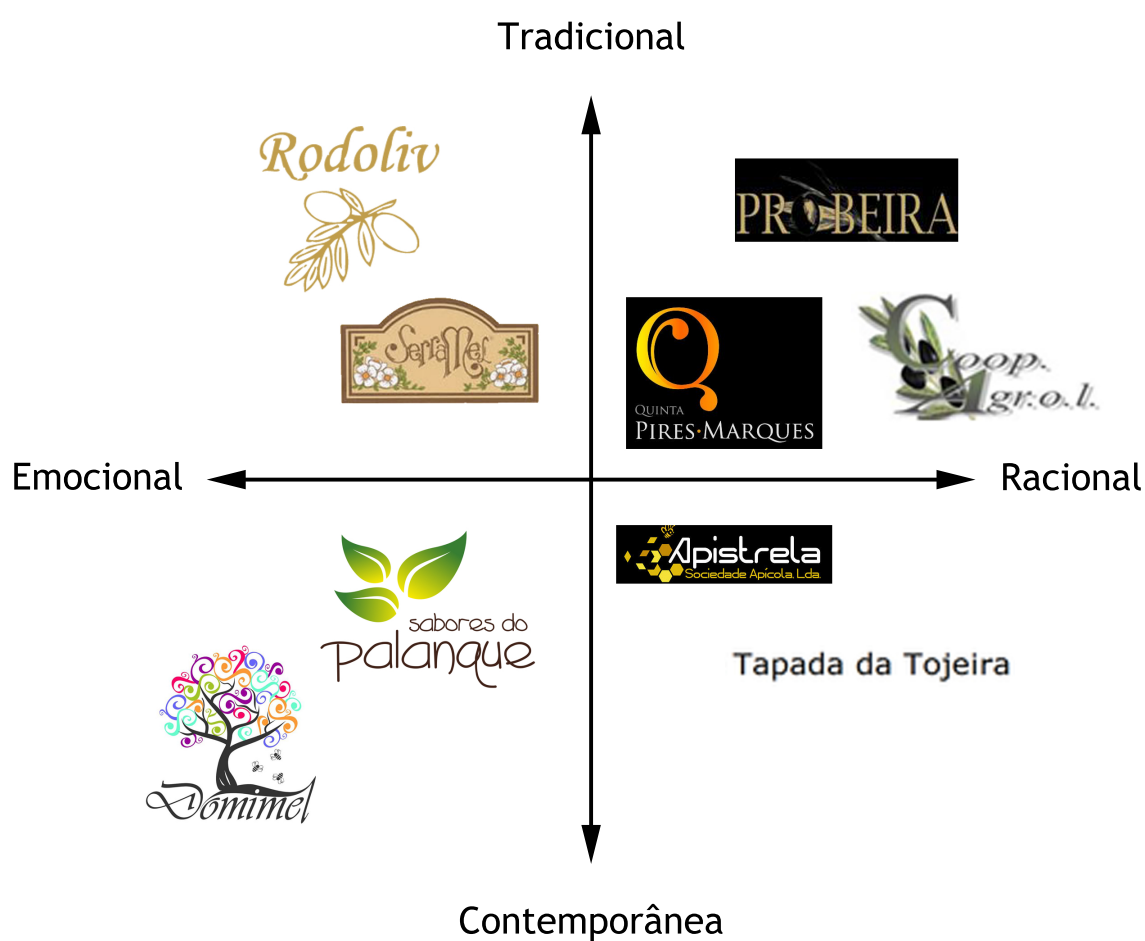 Tradicional
Rodoliv
PROBEIRA
SerraMel
QUINTA
PIRES·MARQUES
Coop.
Agr.o.l.
Emocional
Racional
Apistrela
Sociedade Apícola, Lda.
sabores do
palanque
Tapada da Tojeira
Domimel
Contemporânea